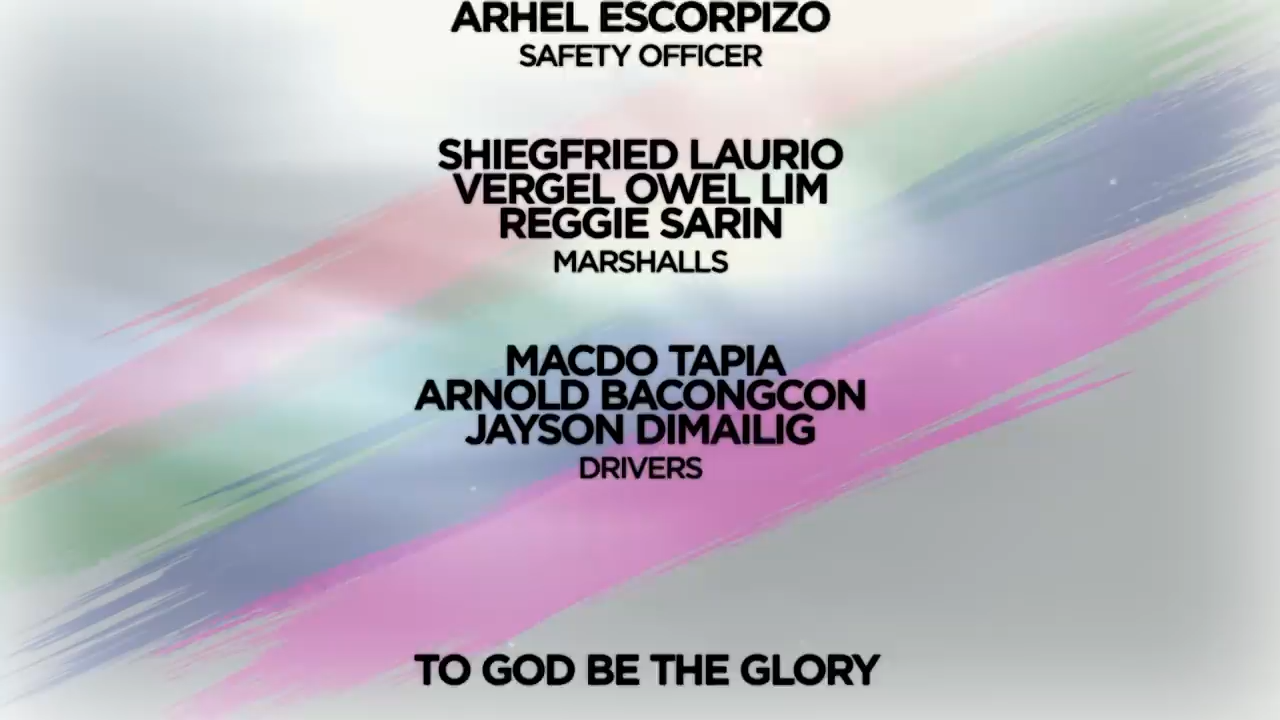 ARHEL ESCORPIZO
SAFETY OFFICER
SHIEGFRIED LAURIO
VERGEL OWEL LIM
REGGIE SARIN
MARSHALLS
MACDO TAPIA
ARNOLD BACONGCON
JAYSON DIMAILIG
DRIVERS
TO GOD BE THE GLORY